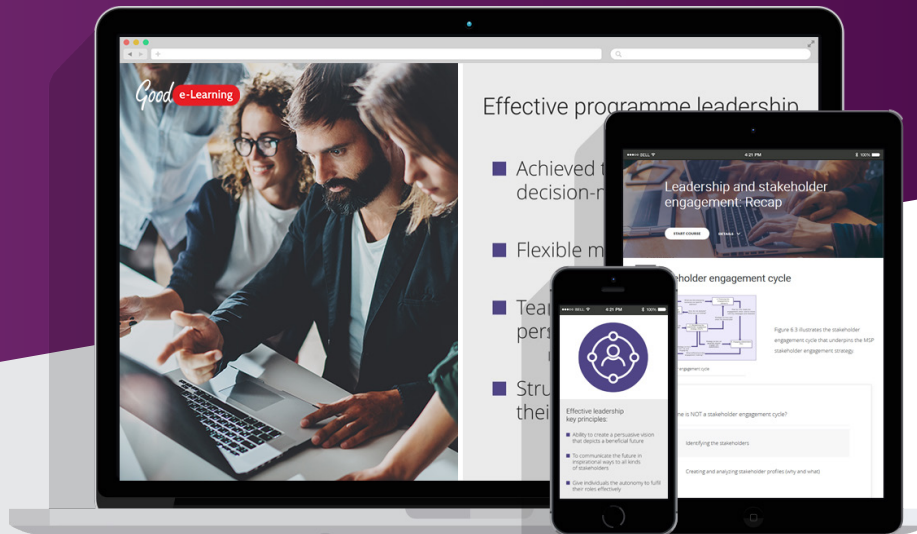 Good
e-Learning
Effective programme leadership
Achieved t
decision-m
Flexible m
Tea
per
Stru
thei
BELL
4:21 PM
100%
Leadership and stakeholder
engagement: Recap
START COURSE
DETAILS
eholder engagement cycle
Figure 6.3 illustrates the stakeholder
engagement cycle that underpins the MSP
stakeholder engagement strategy.
engagement cycle
ne is NOT a stakeholder engagement cycle?
Identifying the stakeholders
Creating and analyzing stakeholder profiles (why and what)
BELL
4:21 PM
100%
Effective leadership
key principles:
Ability to create a persuasive vision
that depicts a beneficial future
To communicate the future in
inspirational ways to all kinds
of stakeholders
Give individuals the autonomy to fulfil
their roles effectively